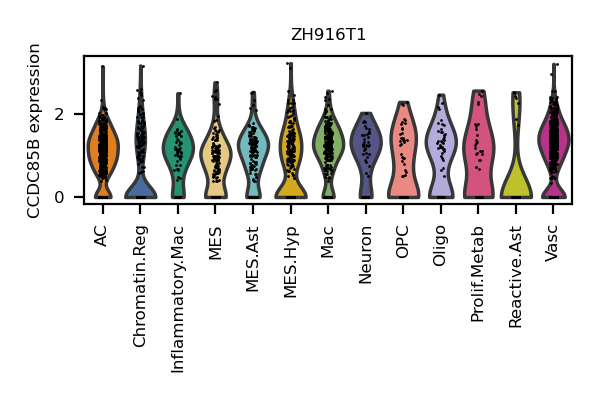 ZH916T1
CCDC85B expression
2
0
AC
Chromatin.Reg
Inflammatory.Mac
MES
MES.Ast
MES.Hyp
Mac
Neuron
OPC
Oligo
Prolif.Metab
Reactive.Ast
Vasc